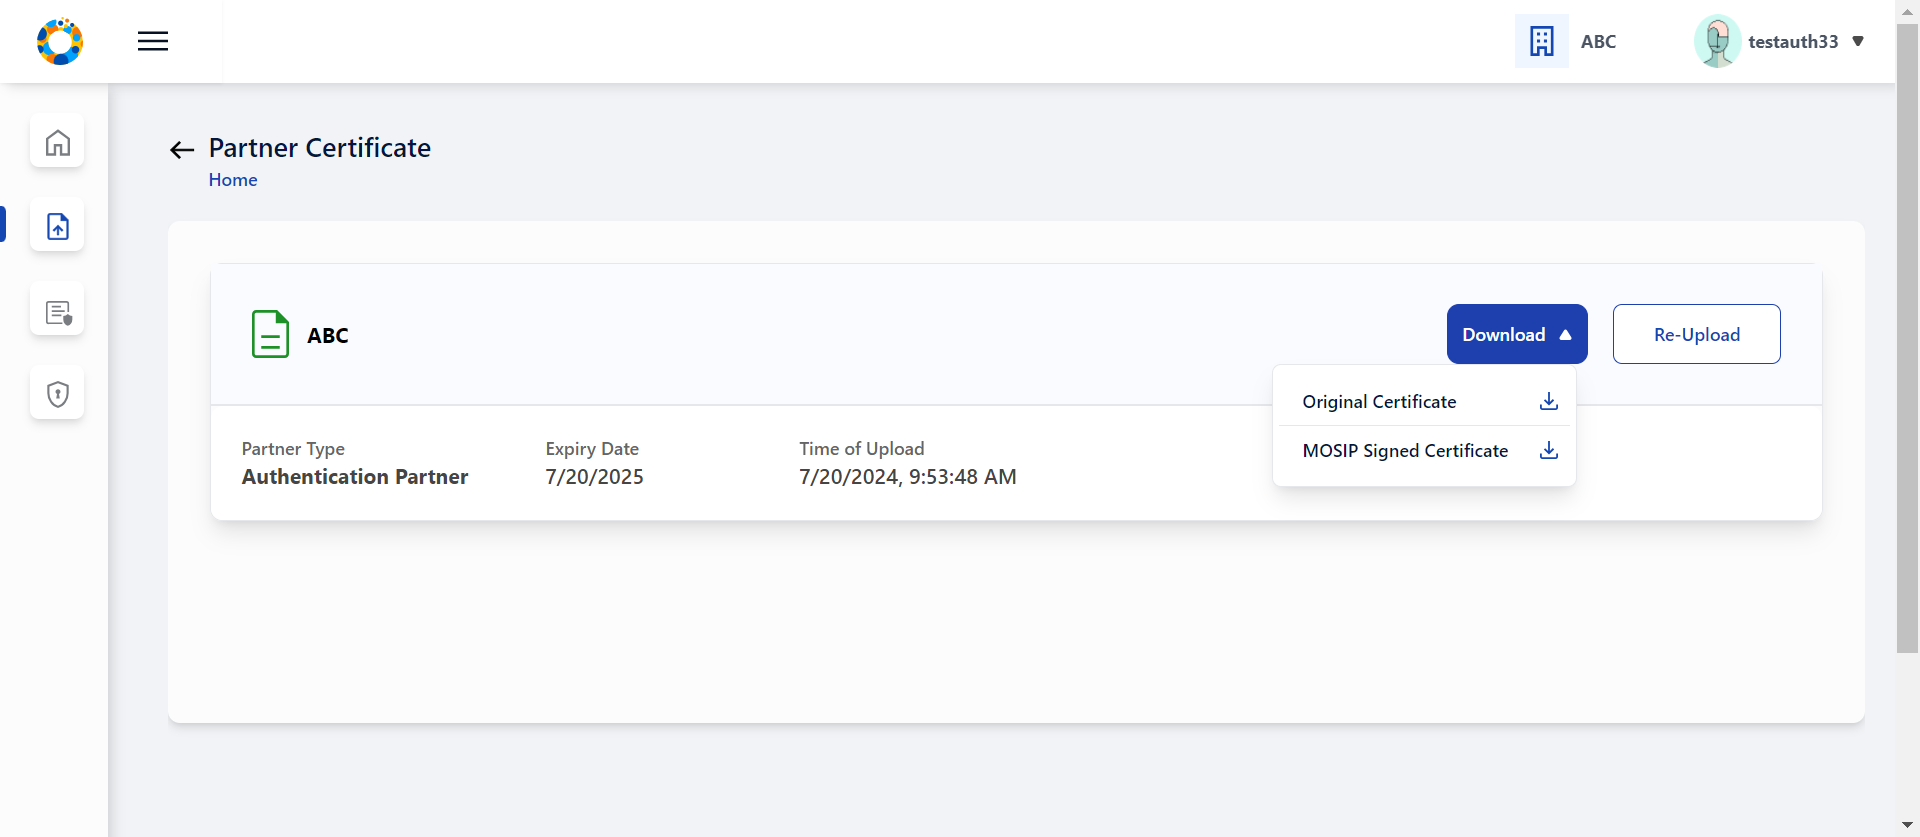 ABC
testauth33
Partner Certificate
Home
ABC
Download
Re-Upload
Original Certificate
MOSIP Signed Certificate
Partner Type
Authentication Partner
Expiry Date
7/20/2025
Time of Upload
7/20/2024, 9:53:48 AM